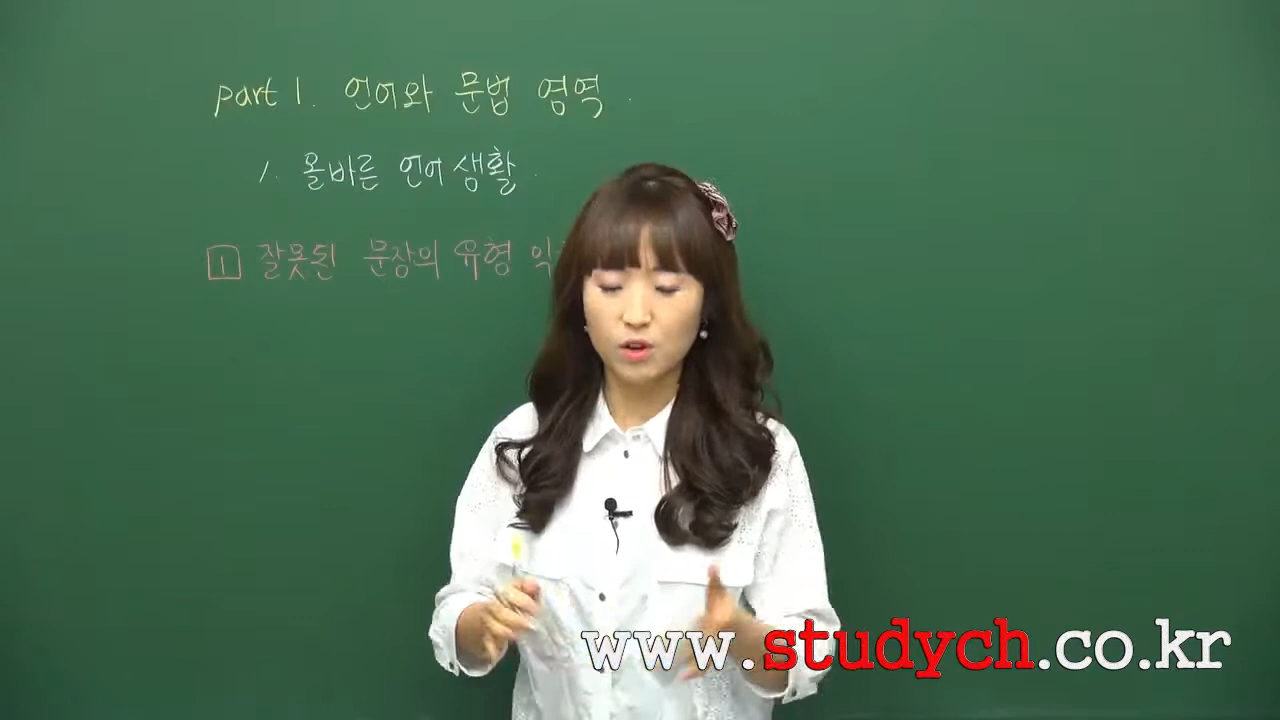 part 1. 언어와 문법 영역.
1. 올바른 언어생활.
1 잘못된 문장의 유형 익
www.studych.co.kr